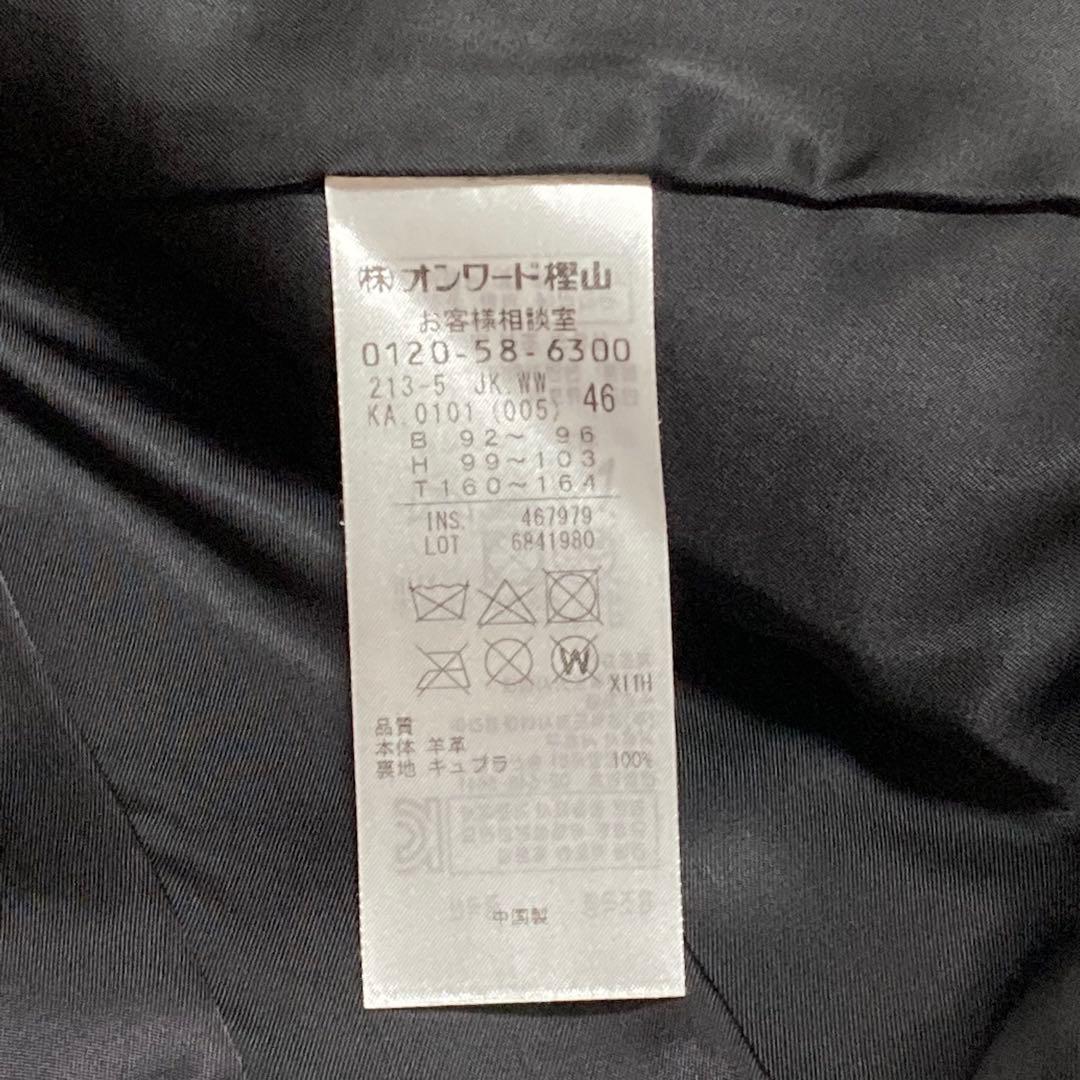 (株)オンワード樫山
お客様相談室
0120-58-6300
213-5 JK.WW
KA.0101 (005) 46
B 92～ 96
H 99～103
T160～164
INS. 467979
LOT 6841980
W
XI1H
品質
本体 羊革
裏地 キュプラ 100%
中国製